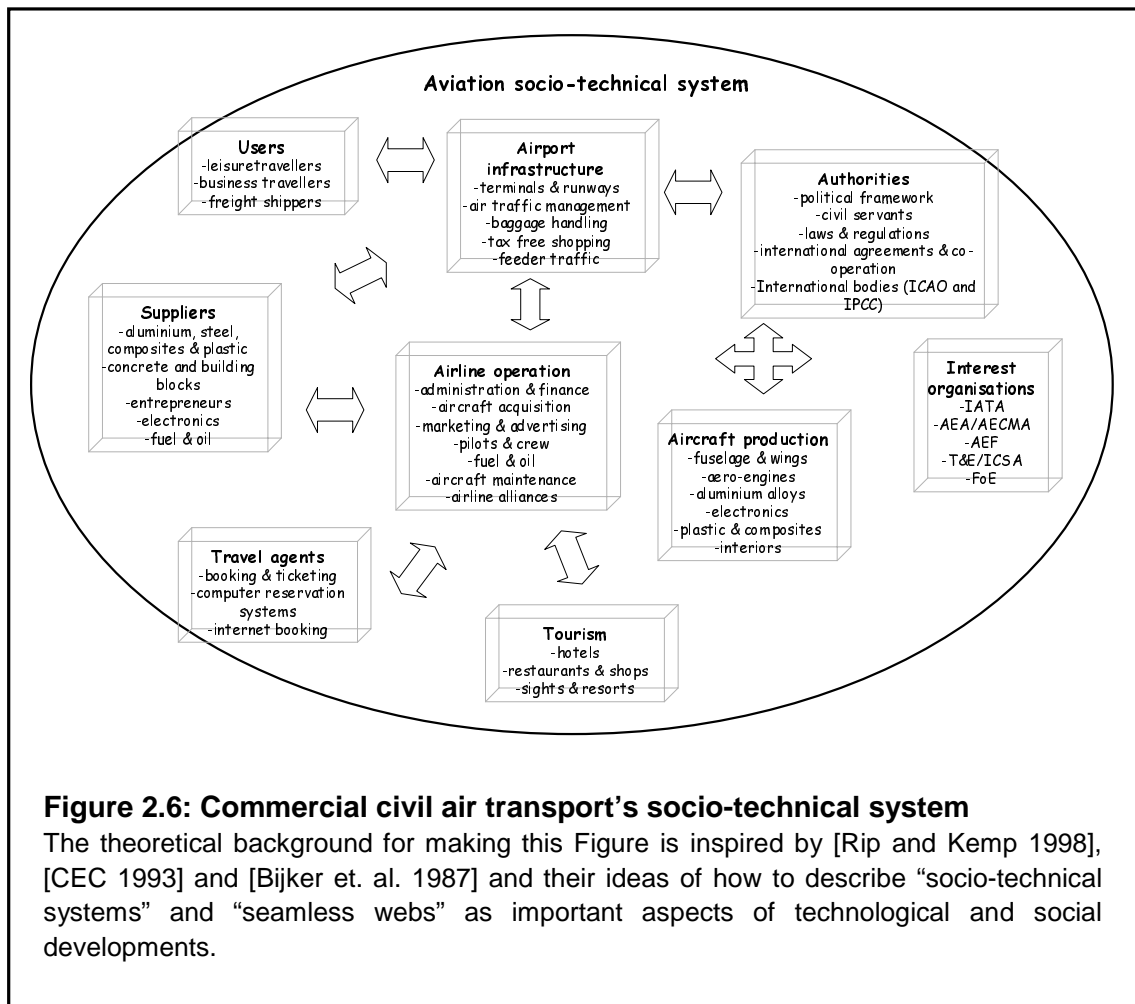 Aviation socio-technical system
Users
-leisuretravellers
-business travellers
-freight shippers
Airport
infrastructure
-terminals & runways
-air traffic management
-baggage handling
-tax free shopping
-feeder traffic
Authorities
-political framework
-civil servants
-laws & regulations
-international agreements & co-
operation
-International bodies (ICAO and
IPCC)
Suppliers
-aluminium, steel,
composites & plastic
-concrete and building
blocks
-entrepreneurs
-electronics
-fuel & oil
Airline operation
-administration & finance
-aircraft acquisition
-marketing & advertising
-pilots & crew
-fuel & oil
-aircraft maintenance
-airline alliances
Interest
organisations
-IATA
-AEA/AECMA
-AEF
-T&E/ICSA
-FoE
Aircraft production
-fuselage & wings
-aero-engines
-aluminium alloys
-electronics
-plastic & composites
-interiors
Travel agents
-booking & ticketing
-computer reservation
systems
-internet booking
Tourism
-hotels
-restaurants & shops
-sights & resorts
Figure 2.6: Commercial civil air transport’s socio-technical system
The theoretical background for making this Figure is inspired by [Rip and Kemp 1998],
[CEC 1993] and [Bijker et. al. 1987] and their ideas of how to describe “socio-technical
systems” and “seamless webs” as important aspects of technological and social
developments.